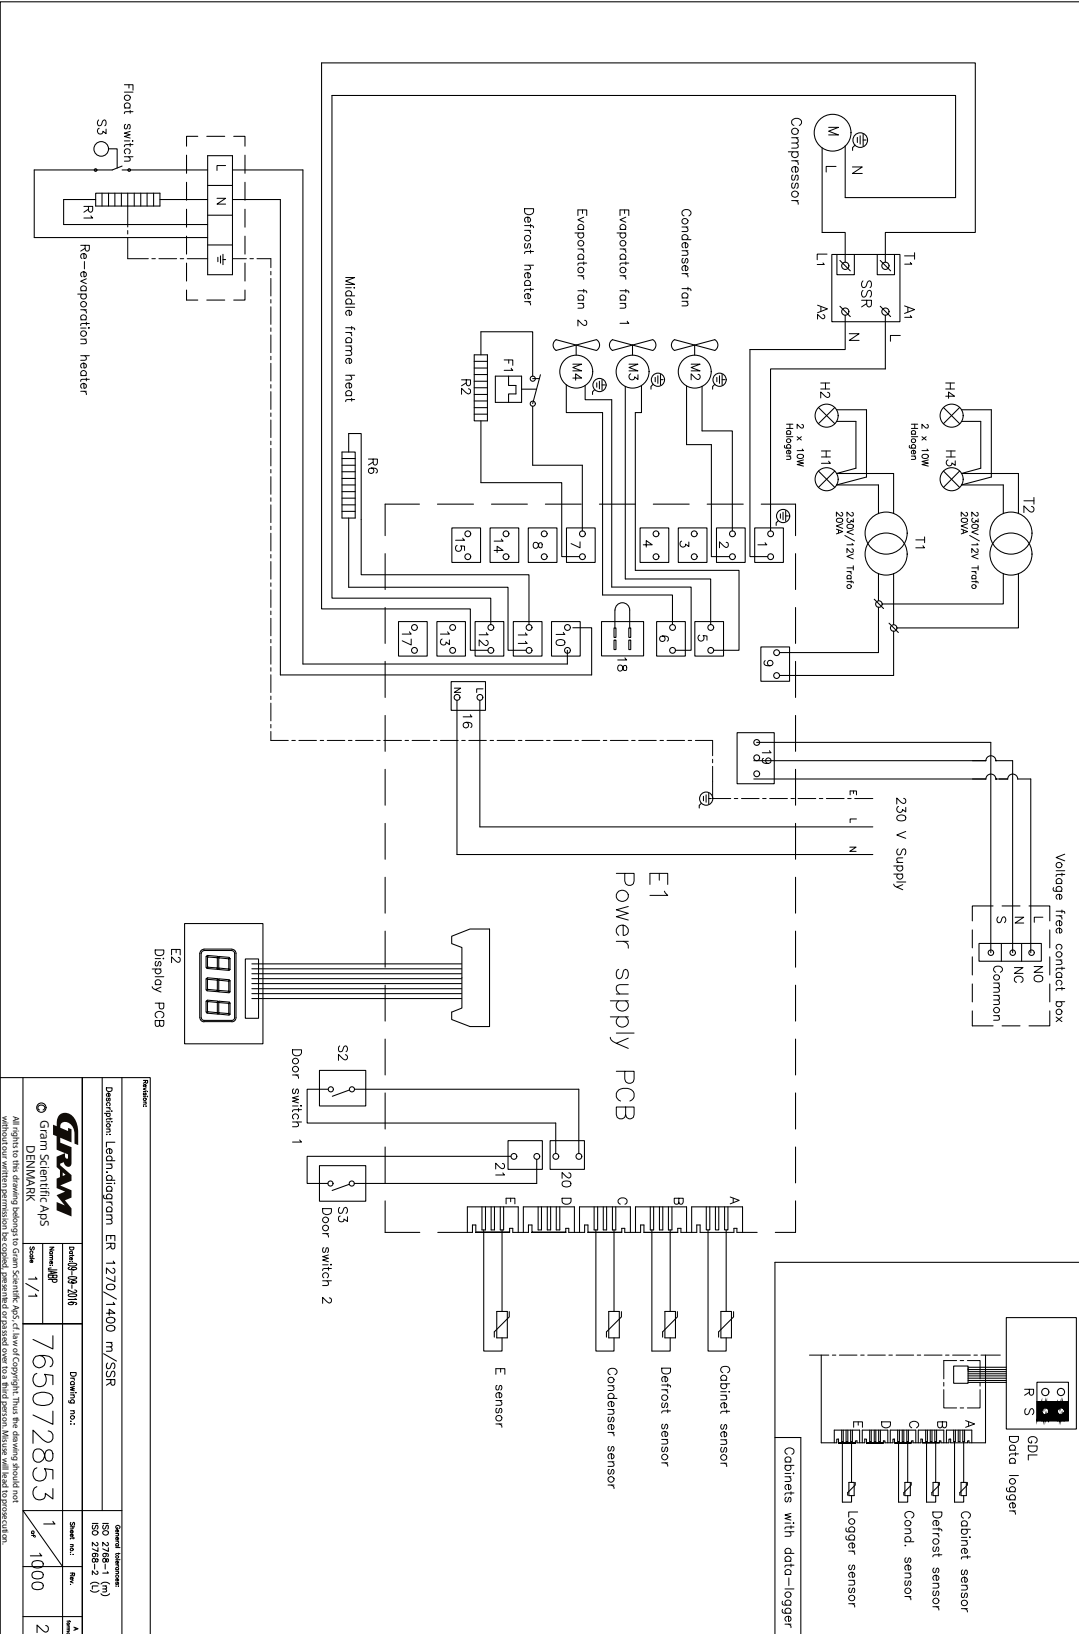 Voltage free contact box
L
N
S
NO
NC
Common
230 V Supply
E
L
N
T2
230V/12V Trafo
20VA
T1
230V/12V Trafo
20VA
H4
H3
H2
H1
2 x 10W
Halogen
Compressor
M
N
L
T1
L1
SSR
A1
A2
L
N
Condenser fan
M2
Evaporator fan 1
M3
Evaporator fan 2
M4
Defrost heater
F1
R2
Middle frame heat
R6
Float switch
S3
L
N
R1
Re-evaporation heater
1
2
3
4
7
8
14
15
9
5
6
18
10
11
12
13
17
19
L
N
16
E1
Power supply PCB
E2
Display PCB
S2
Door switch 1
S3
Door switch 2
20
21
A
B
C
D
E
Cabinet sensor
Defrost sensor
Condenser sensor
E sensor
GDL
Data logger
R S
A
B
C
D
E
Cabinet sensor
Defrost sensor
Cond. sensor
Logger sensor
Cabinets with data-logger
Revision:
General tolerances:
ISO 2768-1 (m)
ISO 2768-2 (L)
Description: Ledn.diagram ER 1270/1400 m/SSR
GRAM
© Gram Scientific ApS
DENMARK
Date: 09-09-2016
Name: JABP
Scale 1/1
Drawing no.:
765072853
Sheet no.:
1 of 1000
Rev.
A
2
All rights to this drawing belongs to Gram Scientific ApS, cf. law of Copyright. Thus the drawing should not
without our written permission be copied, presented or passed over to a third person. Misuse will lead to prosecution.